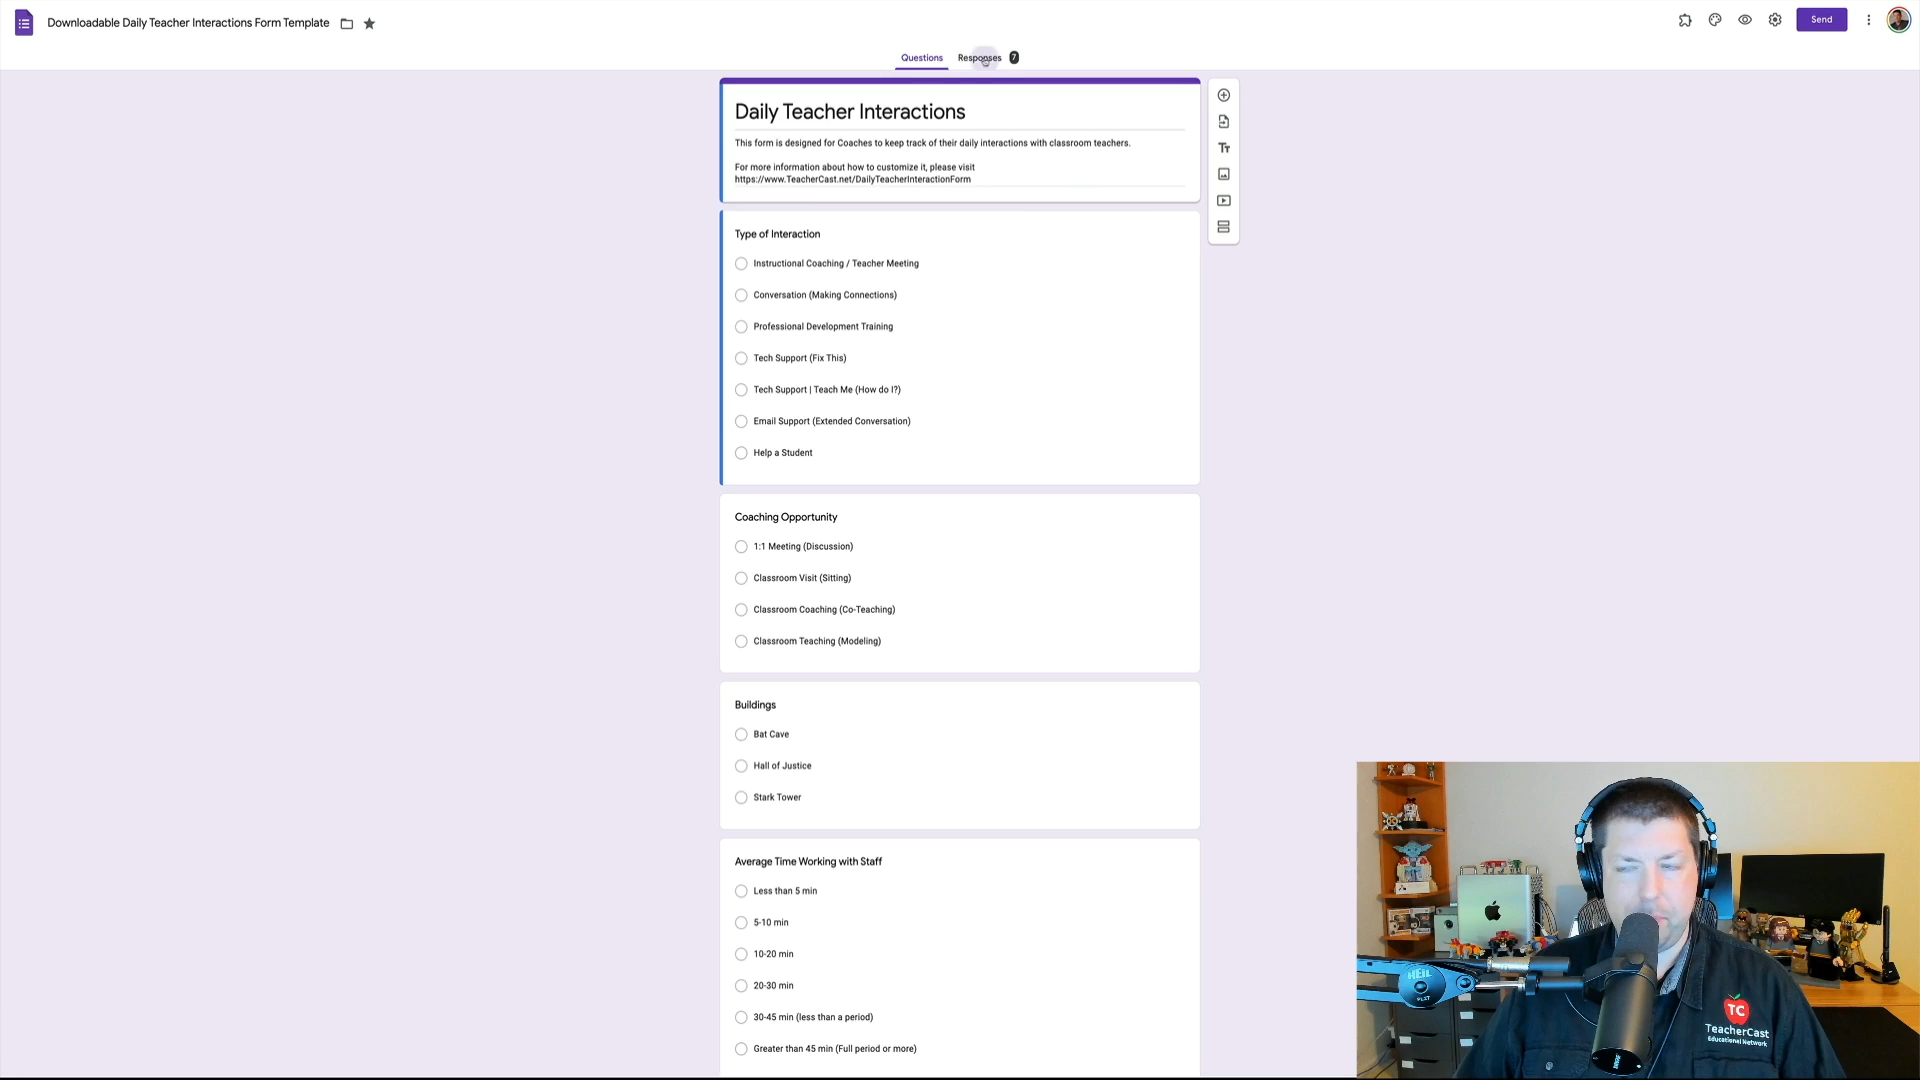 Downloadable Daily Teacher Interactions Form Template
Send
Questions
Responses
7
Daily Teacher Interactions
This form is designed for Coaches to keep track of their daily interactions with classroom teachers.
For more information about how to customize it, please visit
https://www.TeacherCast.net/DailyTeacherInteractionForm
Tт
Type of Interaction
Instructional Coaching / Teacher Meeting
Conversation (Making Connections)
Professional Development Training
Tech Support (Fix This)
Tech Support | Teach Me (How do I?)
Email Support (Extended Conversation)
Help a Student
Coaching Opportunity
1:1 Meeting (Discussion)
Classroom Visit (Sitting)
Classroom Coaching (Co-Teaching)
Classroom Teaching (Modeling)
Buildings
Bat Cave
Hall of Justice
Stark Tower
Average Time Working with Staff
Less than 5 min
5-10 min
10-20 min
20-30 min
30-45 min (less than a period)
Greater than 45 min (Full period or more)
HEIL
TC
TeacherCast
Educational Network